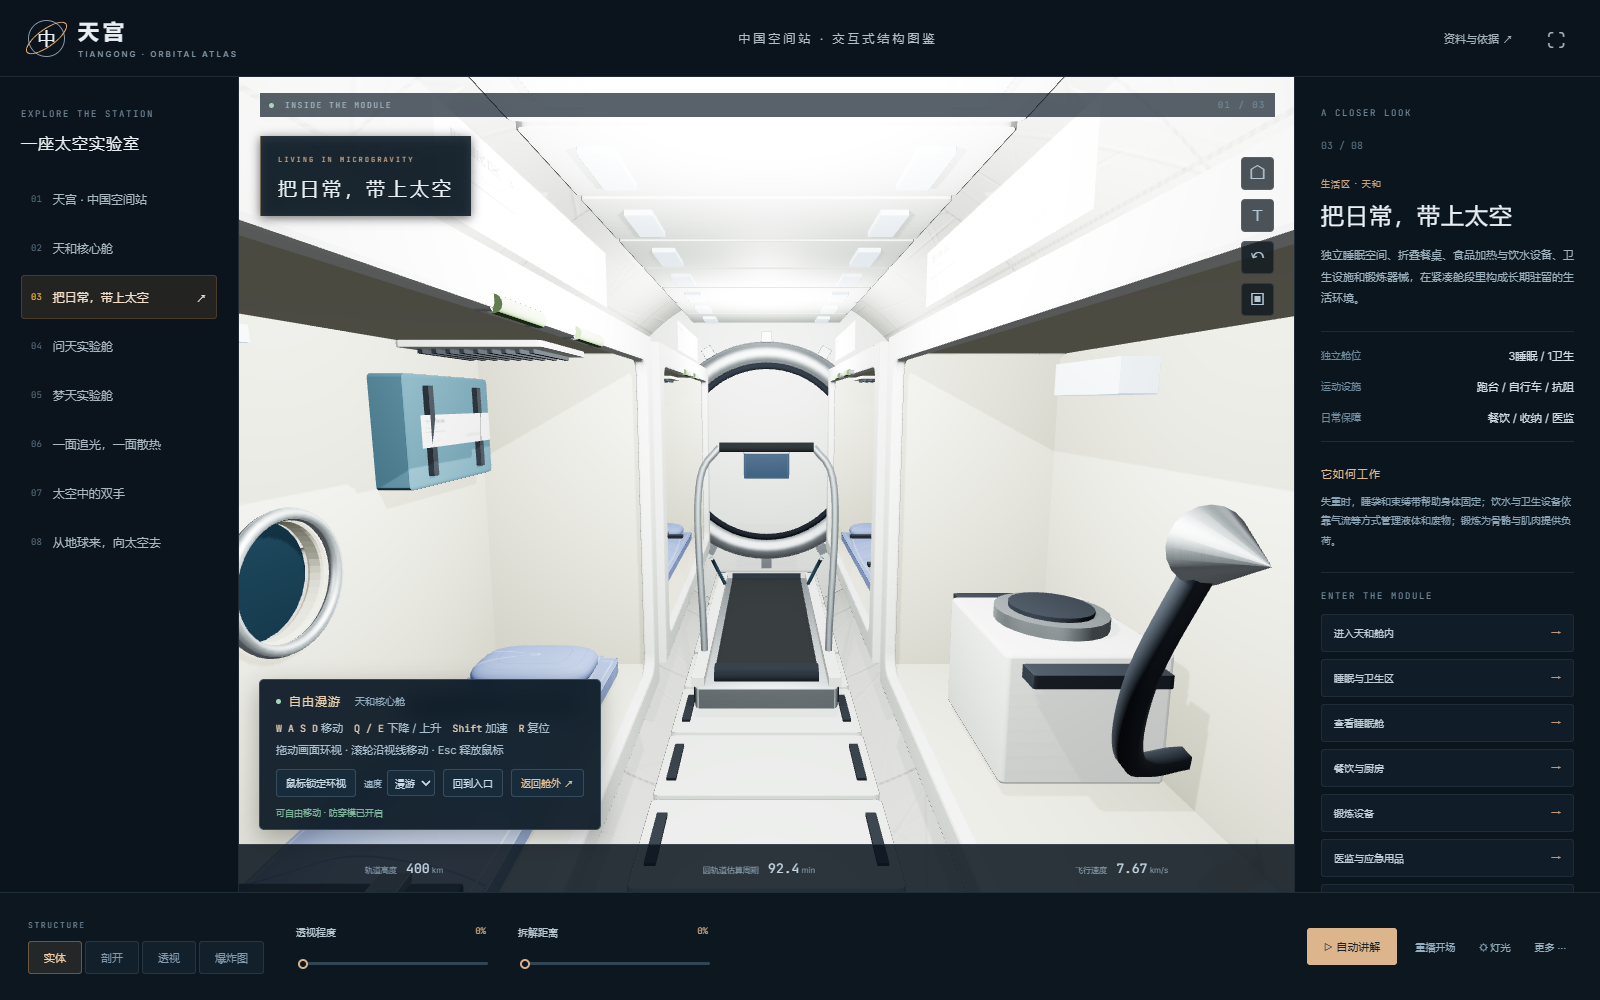 中
天宫
TIANGONG · ORBITAL ATLAS
中国空间站 · 交互式结构图鉴
资料与依据 ↗
EXPLORE THE STATION
一座太空实验室
01 天宫 · 中国空间站
02 天和核心舱
03 把日常，带上太空 ↗
04 问天实验舱
05 梦天实验舱
06 一面追光，一面散热
07 太空中的双手
08 从地球来，向太空去
INSIDE THE MODULE
01 / 03
LIVING IN MICROGRAVITY
把日常，带上太空
T
自由漫游 天和核心舱
W A S D 移动 Q / E 下降 / 上升 Shift 加速 R 复位
拖动画面环视 · 滚轮沿视线移动 · Esc 释放鼠标
鼠标锁定环视 速度 漫游 回到入口 返回舱外 ↗
可自由移动 · 防穿模已开启
轨道高度 400 km
圆轨道估算周期 92.4 min
飞行速度 7.67 km/s
A CLOSER LOOK
03 / 08
生活区 · 天和
把日常，带上太空
独立睡眠空间、折叠餐桌、食品加热与饮水设备、卫
生设施和锻炼器械，在紧凑舱段里构成长期驻留的生
活环境。
独立舱位 3睡眠 / 1卫生
运动设施 跑台 / 自行车 / 抗阻
日常保障 餐饮 / 收纳 / 医监
它如何工作
失重时，睡袋和束缚带帮助身体固定；饮水与卫生设备依
靠气流等方式管理液体和废物；锻炼为骨骼与肌肉提供负
荷。
ENTER THE MODULE
进入天和舱内 →
睡眠与卫生区 →
查看睡眠舱 →
餐饮与厨房 →
锻炼设备 →
医监与应急用品 →
STRUCTURE
实体 剖开 透视 爆炸图
透视程度 0%
拆解距离 0%
▷ 自动讲解
重播开场
灯光
更多 ···